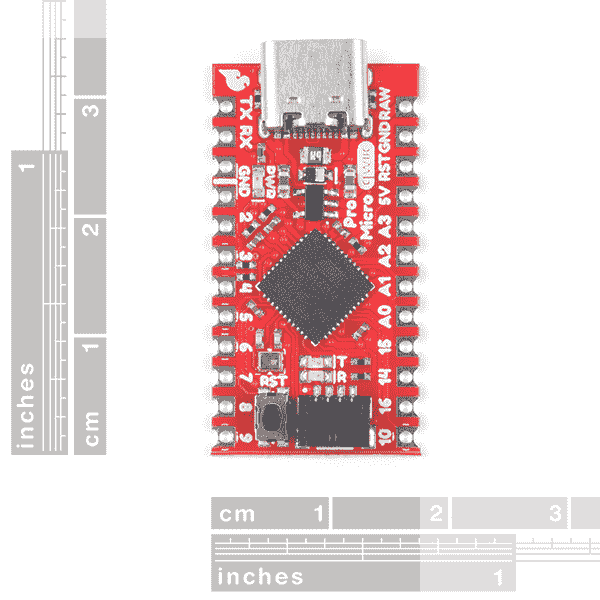 TX
RX
GND
2
3
4
5
6
7
8
9
RAW
GND
RST
5V
A3
A2
A1
A0
15
14
16
10
PWR
Pro
Micro
qwiic
T
R
RST
1
inches
3
2
1
cm
cm 1 2 3
inches 1